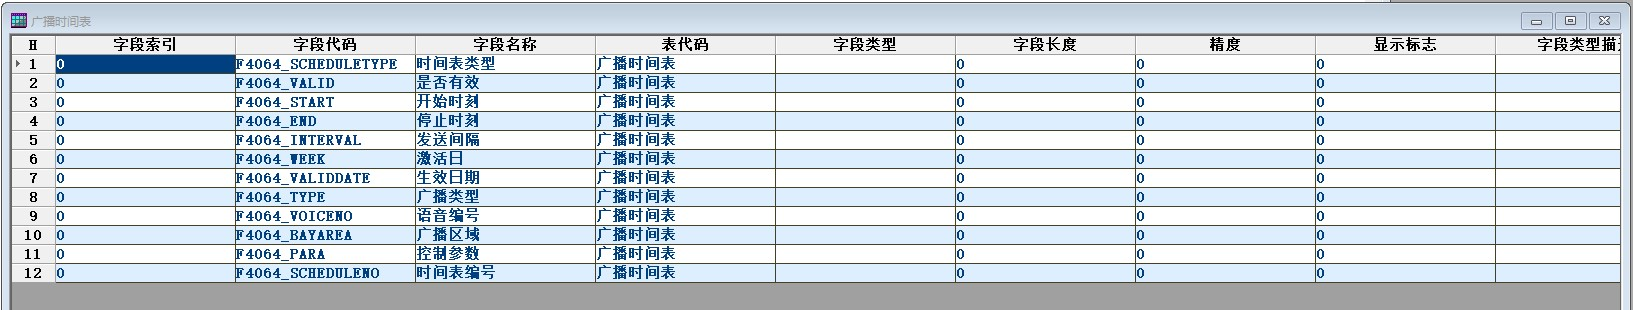 广播时间表
H 字段索引 字段代码 字段名称 表代码 字段类型 字段长度 精度 显示标志 字段类型描
1 0 F4064_SCHEDULETYPE 时间表类型 广播时间表 0 0 0
2 0 F4064_VALID 是否有效 广播时间表 0 0 0
3 0 F4064_START 开始时刻 广播时间表 0 0 0
4 0 F4064_END 停止时刻 广播时间表 0 0 0
5 0 F4064_INTERVAL 发送间隔 广播时间表 0 0 0
6 0 F4064_WEEK 激活日 广播时间表 0 0 0
7 0 F4064_VALIDDATE 生效日期 广播时间表 0 0 0
8 0 F4064_TYPE 广播类型 广播时间表 0 0 0
9 0 F4064_VOICENO 语音编号 广播时间表 0 0 0
10 0 F4064_BAYAREA 广播区域 广播时间表 0 0 0
11 0 F4064_PARA 控制参数 广播时间表 0 0 0
12 0 F4064_SCHEDULENO 时间表编号 广播时间表 0 0 0